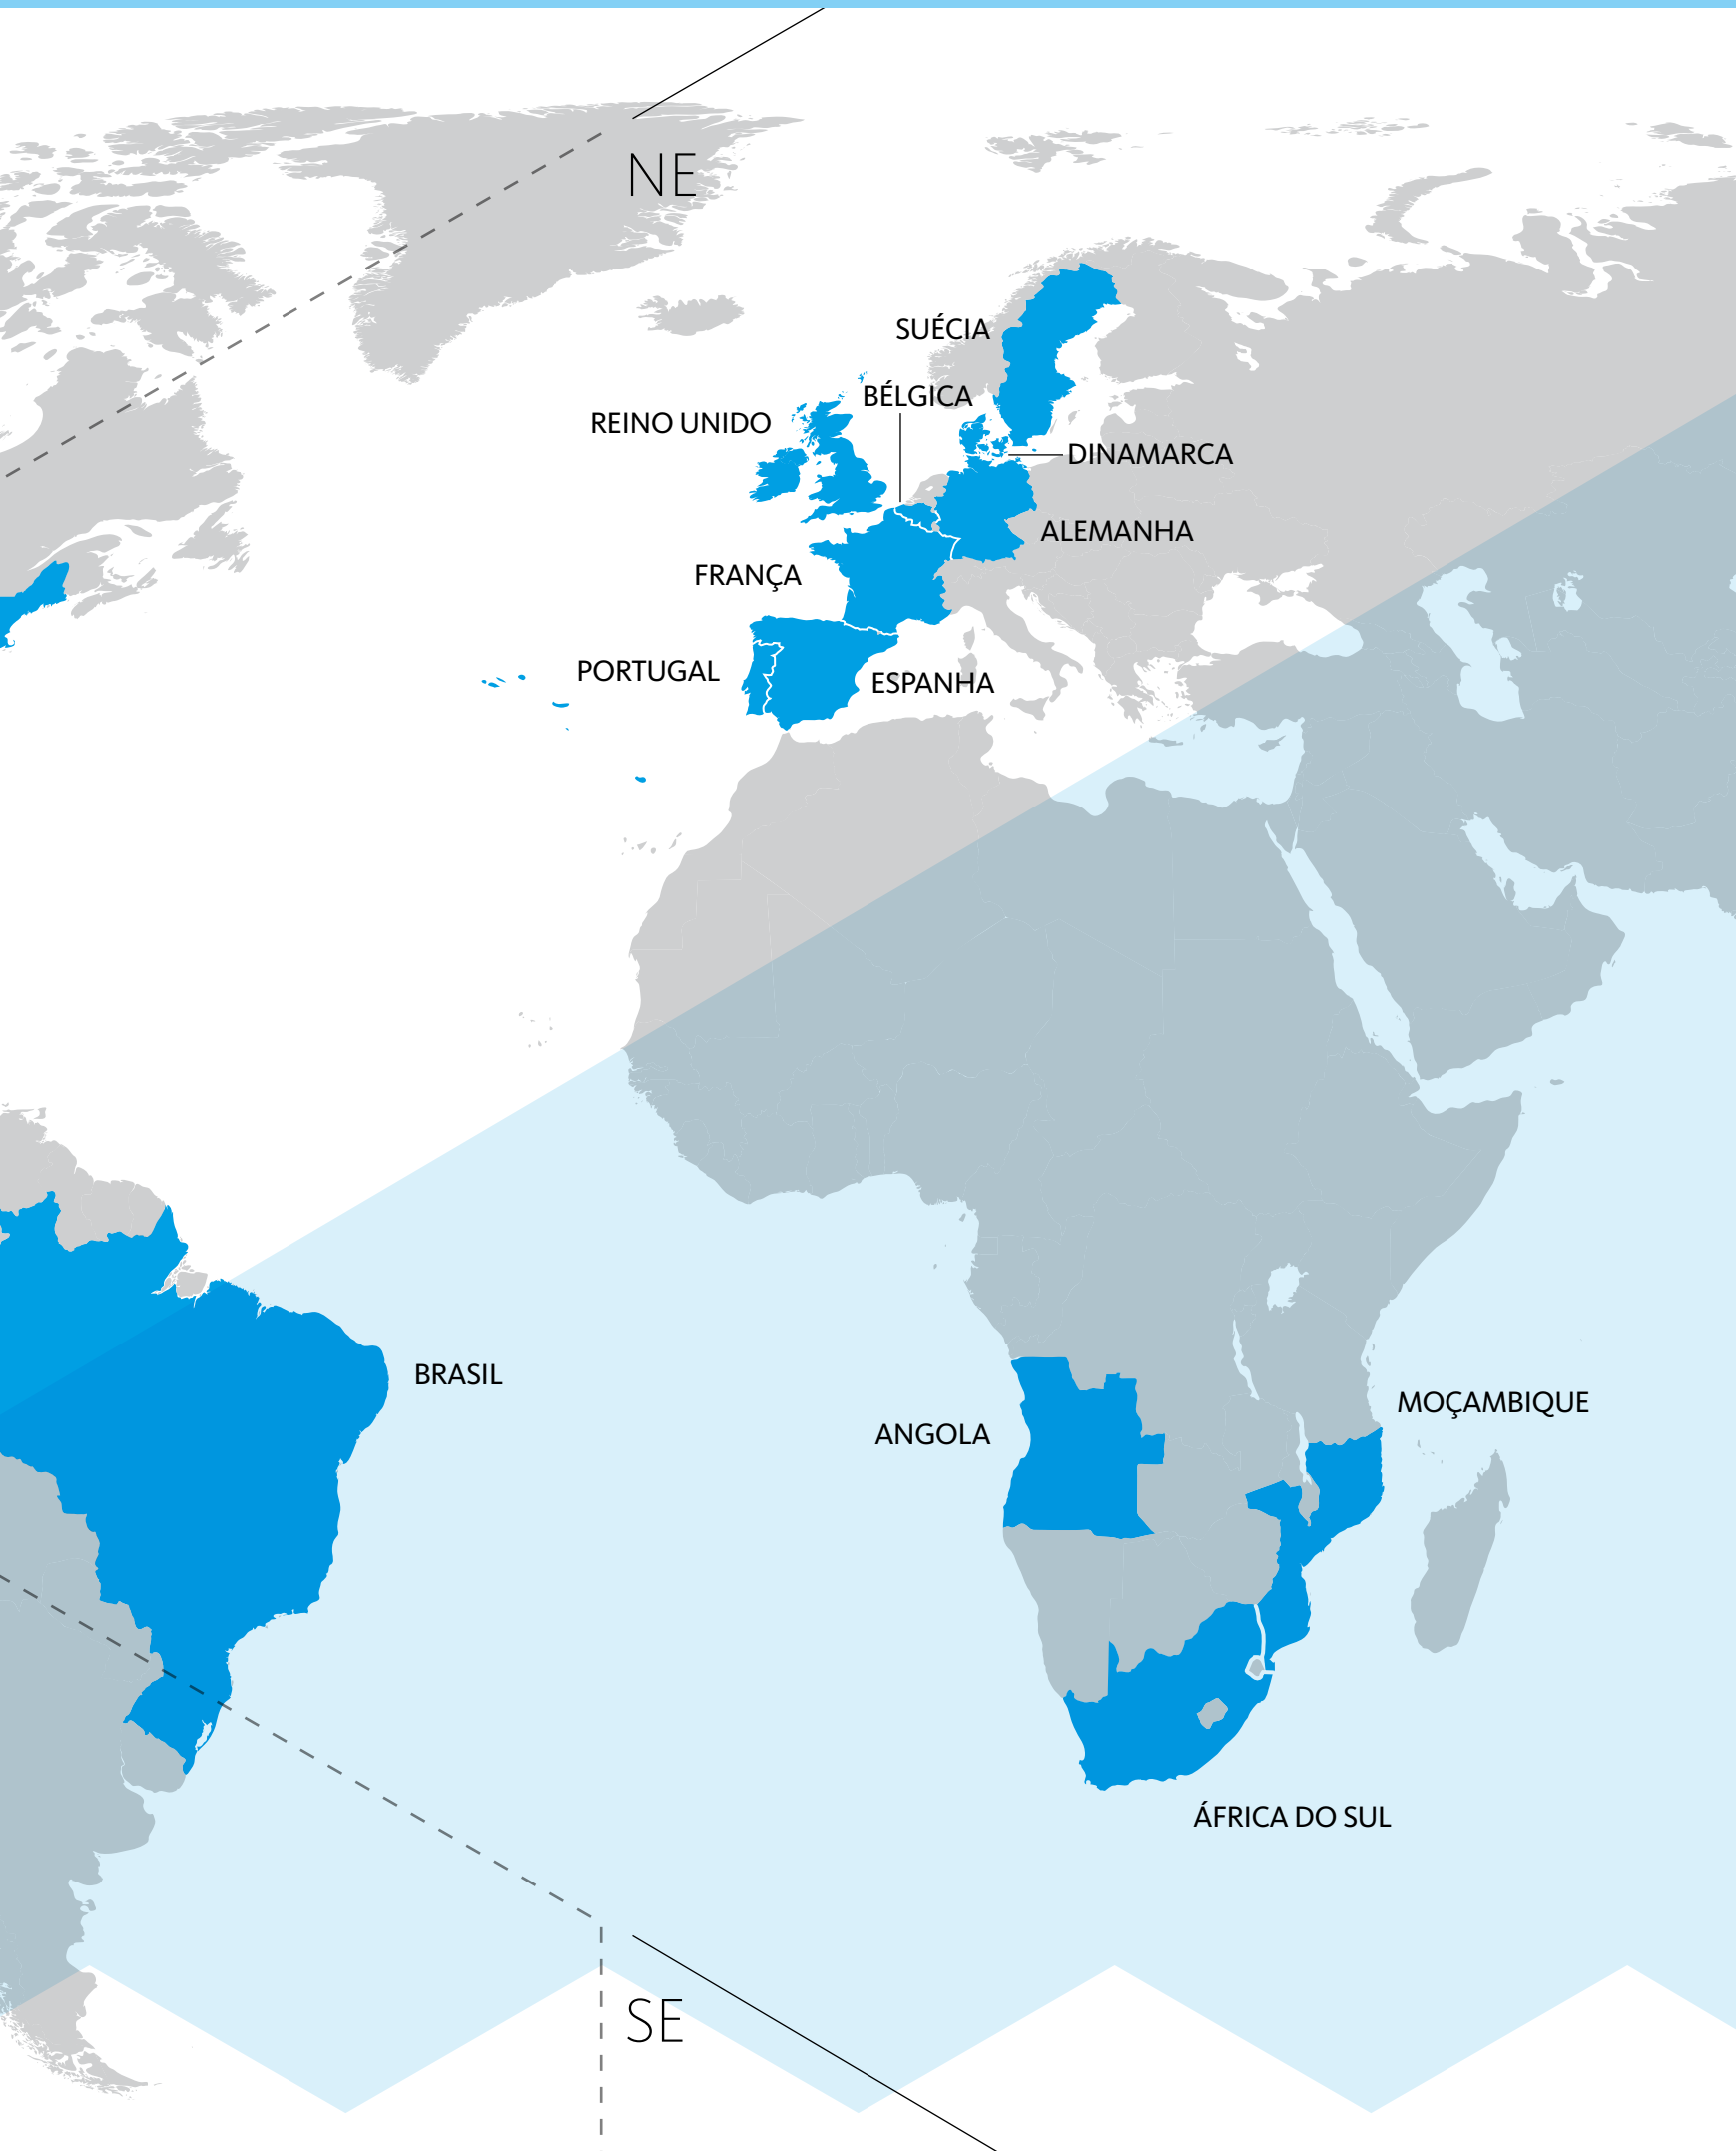 NE
SUÉCIA
BÉLGICA
REINO UNIDO
DINAMARCA
ALEMANHA
FRANÇA
PORTUGAL
ESPANHA
BRASIL
MOÇAMBIQUE
ANGOLA
ÁFRICA DO SUL
SE